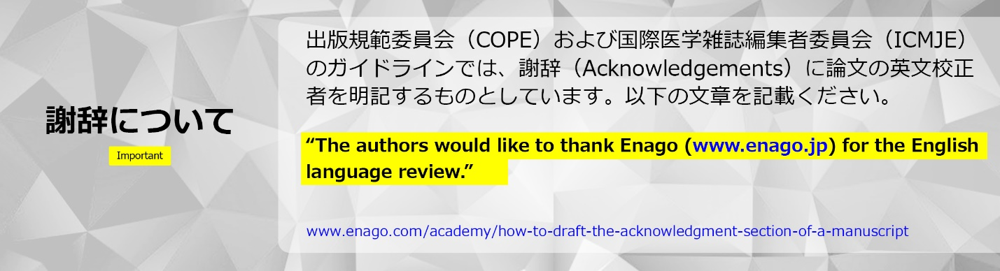 謝辞について
Important
出版規範委員会（COPE）および国際医学雑誌編集者委員会（ICMJE）
のガイドラインでは、謝辞（Acknowledgements）に論文の英文校正
者を明記するものとしています。以下の文章を記載ください。
“The authors would like to thank Enago (www.enago.jp) for the English
language review.”
www.enago.com/academy/how-to-draft-the-acknowledgment-section-of-a-manuscript